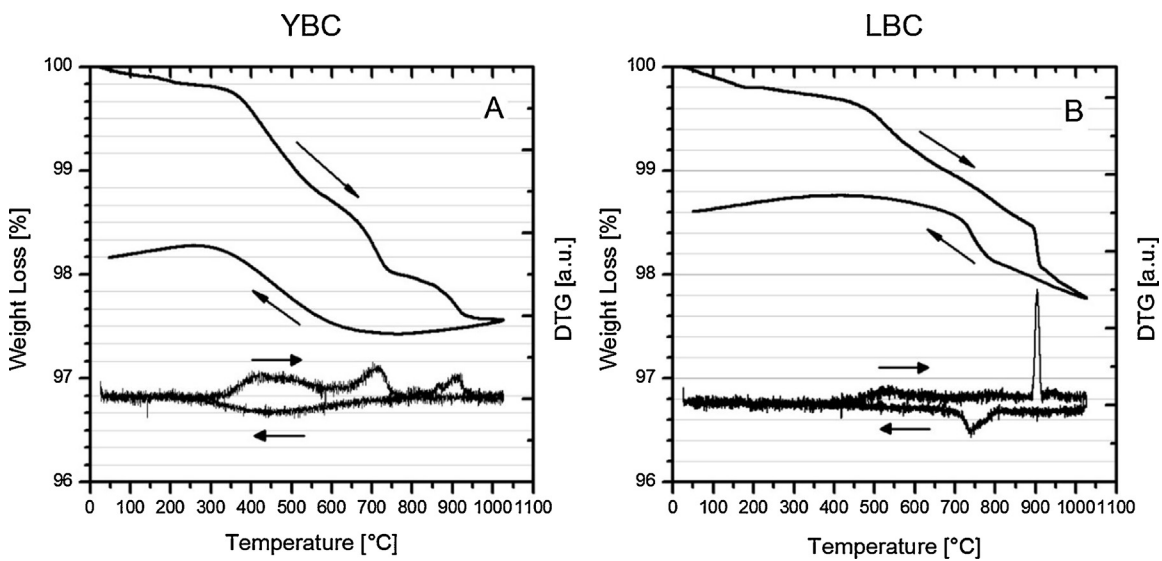 YBC
LBC
100
99
98
97
96
Weight Loss [%]
A
DTG [a.u.]
0 100 200 300 400 500 600 700 800 900 1000 1100
Temperature [°C]
100
99
98
97
96
Weight Loss [%]
B
DTG [a.u.]
0 100 200 300 400 500 600 700 800 900 1000 1100
Temperature [°C]